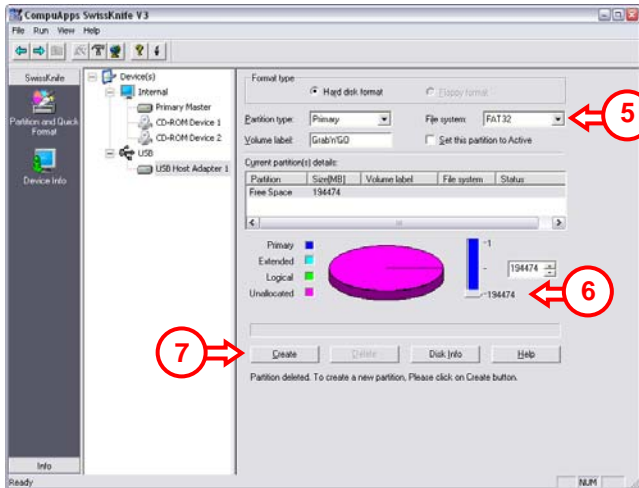 CompuApps SwissKnife V3
File Run View Help
SwissKnife
Partition and Quick Format
Device Info
Info
Device(s)
Internal
Primary Master
CD-ROM Device 1
CD-ROM Device 2
USB
USB Host Adapter 1
Format type
Hard disk format Floppy format
Partition type: Primary File system: FAT32
5
Volume label: Grab'n'GO Set this partition to Active
Current partition(s) details:
Partition Size[MB] Volume label File system Status
Free Space 194474
Primary
Extended
Logical
Unallocated
-1
-
-194474
194474
6
7
Create Delete Disk Info Help
Partition deleted. To create a new partition, Please click on Create button.
Ready NUM